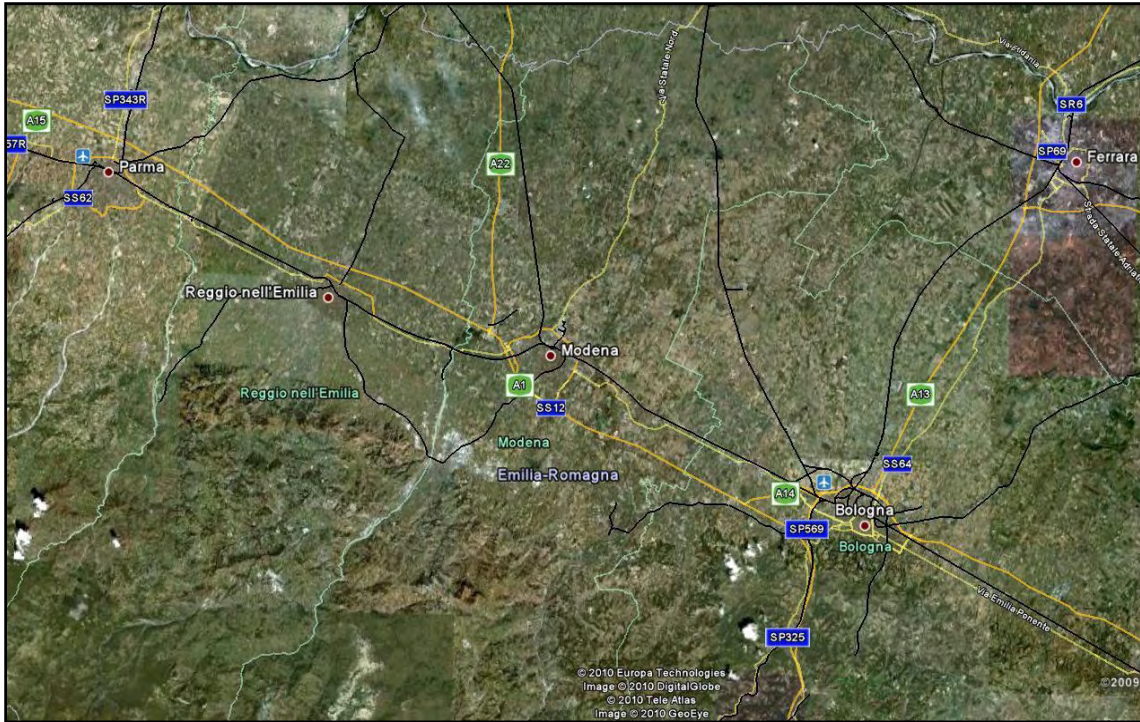 Via Statale Nord
Via Eridania
SP343R
A15
SR6
57R
Parma
A22
SP69
Ferrara
SS62
Strada Statale Adriatica
Reggio nell'Emilia
Modena
A1
Reggio nell'Emilia
SS12
A13
Modena
Emilia-Romagna
SS64
A14
Bologna
SP569
Bologna
Via Emilia Ponente
SP325
© 2010 Europa Technologies
Image © 2010 DigitalGlobe
© 2010 Tele Atlas
Image © 2010 GeoEye
©2009